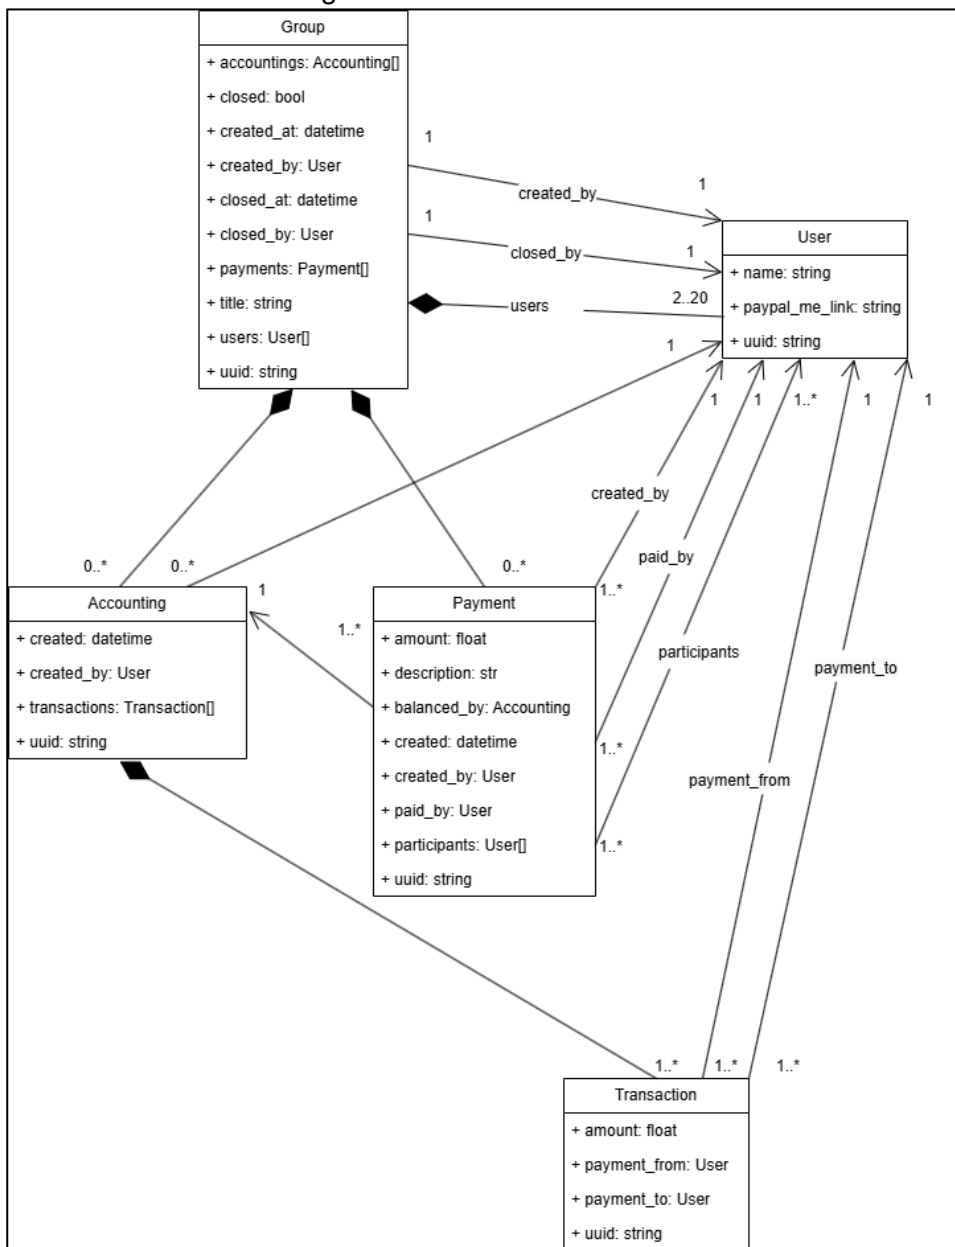 Group
+ accountings: Accounting[]
+ closed: bool
+ created_at: datetime
+ created_by: User
+ closed_at: datetime
+ closed_by: User
+ payments: Payment[]
+ title: string
+ users: User[]
+ uuid: string
1
created_by
1
1
closed_by
1
users
2..20
User
+ name: string
+ paypal_me_link: string
+ uuid: string
1
1
1
1..*
1
1
created_by
paid_by
participants
payment_to
payment_from
0..*
0..*
0..*
1
1..*
1..*
1..*
1..*
Accounting
+ created: datetime
+ created_by: User
+ transactions: Transaction[]
+ uuid: string
Payment
+ amount: float
+ description: str
+ balanced_by: Accounting
+ created: datetime
+ created_by: User
+ paid_by: User
+ participants: User[]
+ uuid: string
1..*
1..*
1..*
Transaction
+ amount: float
+ payment_from: User
+ payment_to: User
+ uuid: string